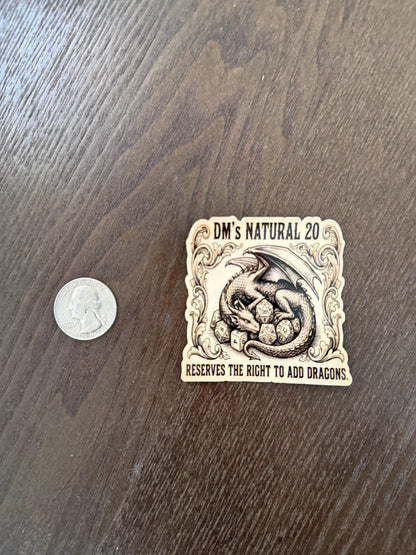 DM's NATURAL 20
RESERVES THE RIGHT TO ADD DRAGONS.